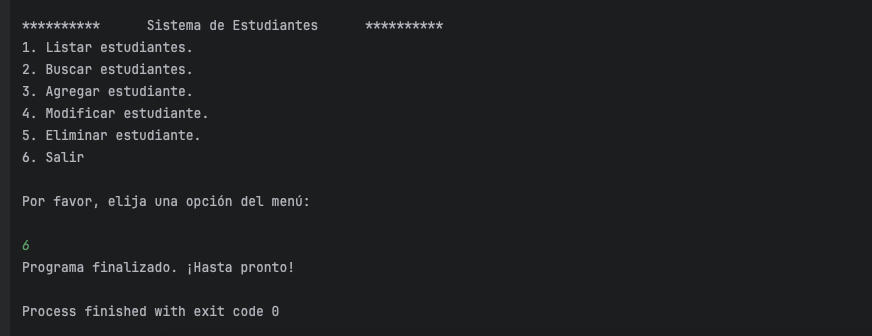 **********      Sistema de Estudiantes      **********
1. Listar estudiantes.
2. Buscar estudiantes.
3. Agregar estudiante.
4. Modificar estudiante.
5. Eliminar estudiante.
6. Salir
Por favor, elija una opción del menú:
6
Programa finalizado. ¡Hasta pronto!
Process finished with exit code 0